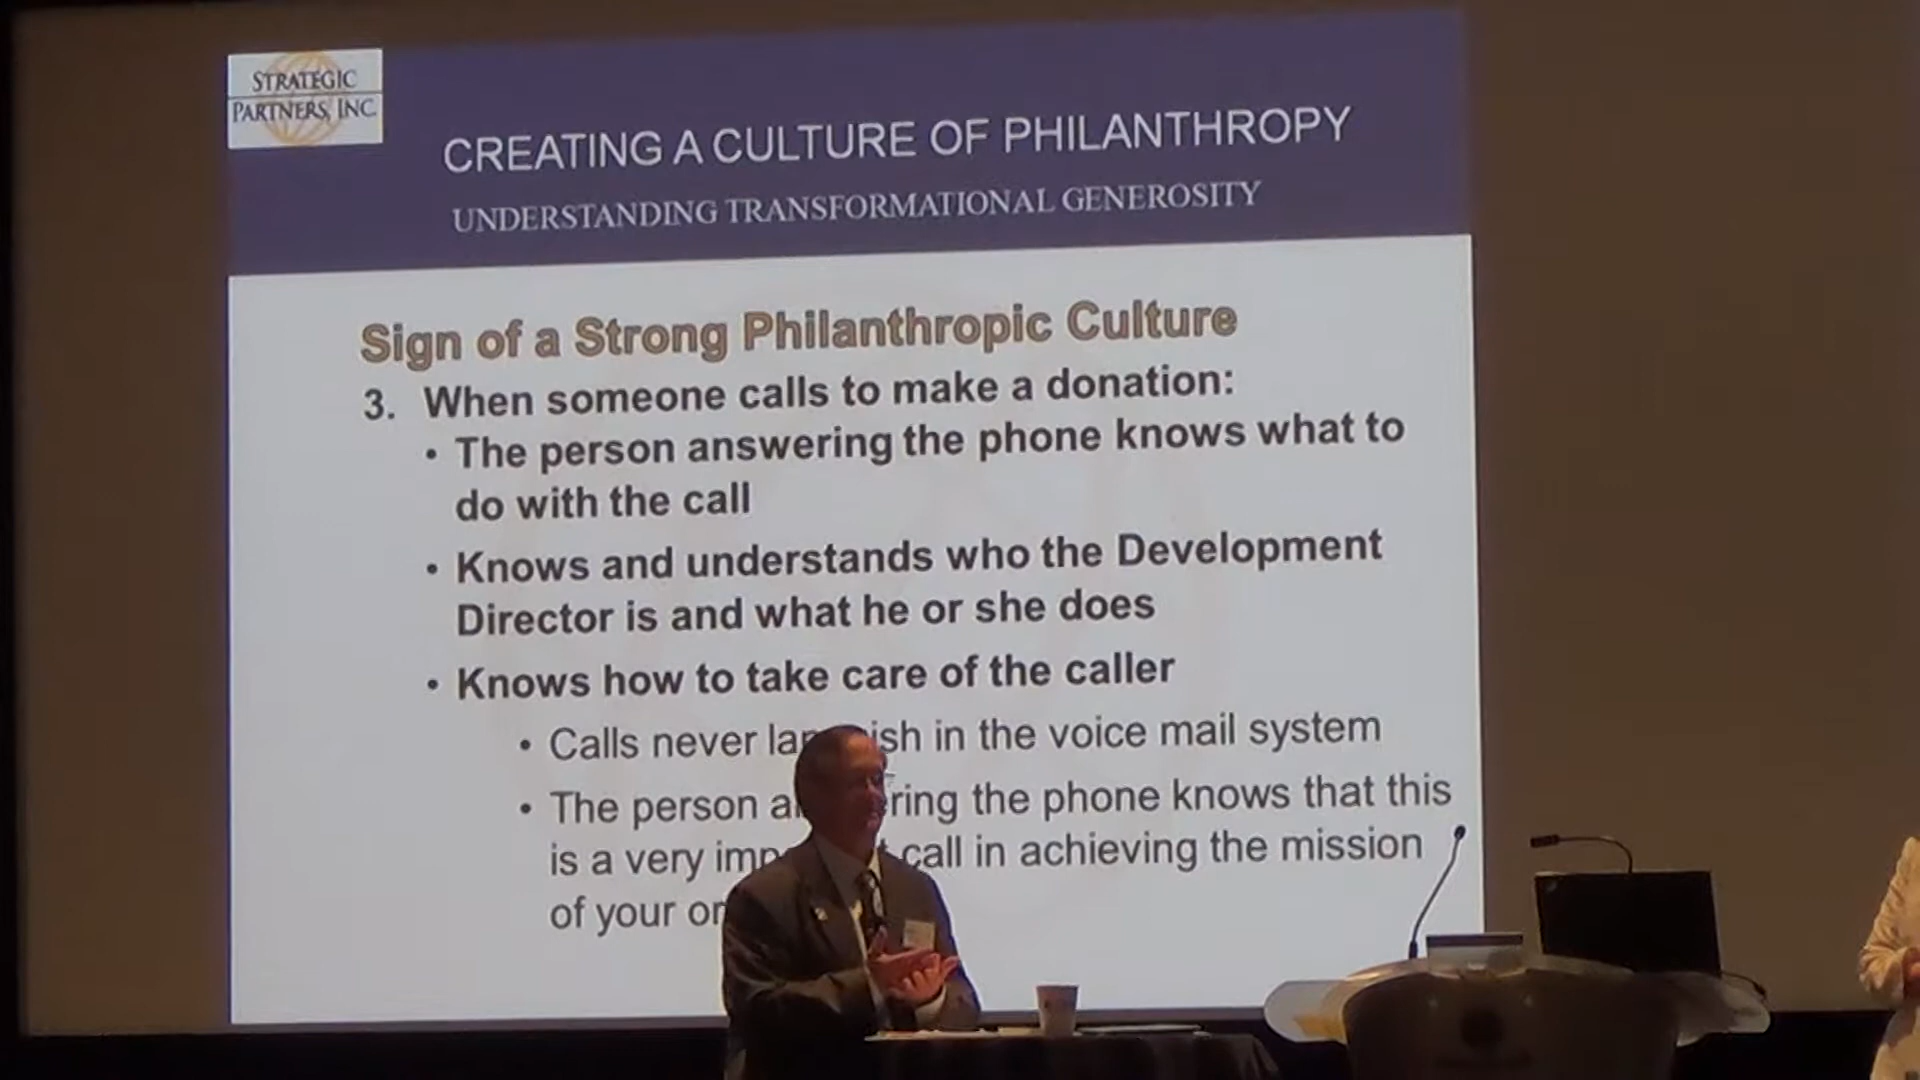 STRATEGIC
PARTNERS, INC.
CREATING A CULTURE OF PHILANTHROPY
UNDERSTANDING TRANSFORMATIONAL GENEROSITY
Sign of a Strong Philanthropic Culture
3. When someone calls to make a donation:
• The person answering the phone knows what to
do with the call
• Knows and understands who the Development
Director is and what he or she does
• Knows how to take care of the caller
• Calls never in the voice mail system
• The person the phone knows that this
is a very call in achieving the mission
of your